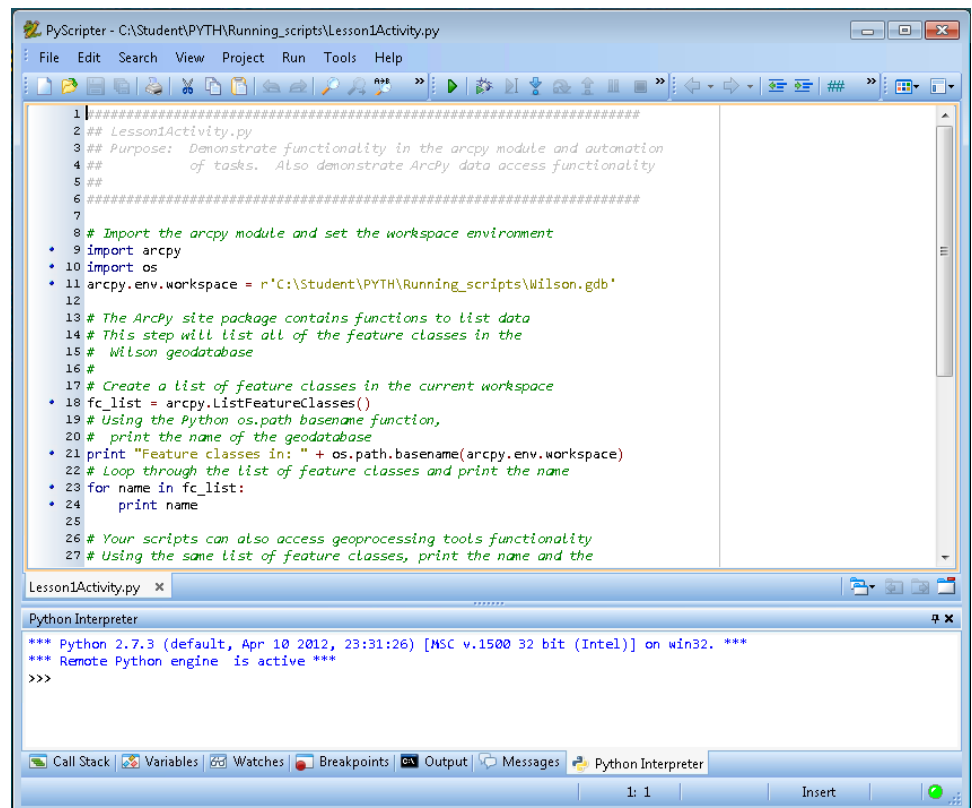 PyScripter - C:\Student\PYTH\Running_scripts\Lesson1Activity.py
File Edit Search View Project Run Tools Help
1 ######################################################################
2 ## Lesson1Activity.py
3 ## Purpose:  Demonstrate functionality in the arcpy module and automation
4 ##           of tasks.  Also demonstrate ArcPy data access functionality
5 ##
6 ######################################################################
7
8 # Import the arcpy module and set the workspace environment
9 import arcpy
10 import os
11 arcpy.env.workspace = r'C:\Student\PYTH\Running_scripts\Wilson.gdb'
12
13 # The ArcPy site package contains functions to list data
14 # This step will list all of the feature classes in the
15 #  Wilson geodatabase
16 #
17 # Create a list of feature classes in the current workspace
18 fc_list = arcpy.ListFeatureClasses()
19 # Using the Python os.path basename function,
20 #  print the name of the geodatabase
21 print "Feature classes in: " + os.path.basename(arcpy.env.workspace)
22 # Loop through the list of feature classes and print the name
23 for name in fc_list:
24     print name
25
26 # Your scripts can also access geoprocessing tools functionality
27 # Using the same list of feature classes, print the name and the
Lesson1Activity.py
Python Interpreter
*** Python 2.7.3 (default, Apr 10 2012, 23:31:26) [MSC v.1500 32 bit (Intel)] on win32. ***
*** Remote Python engine  is active ***
>>>
Call Stack Variables Watches Breakpoints Output Messages Python Interpreter
1: 1 Insert